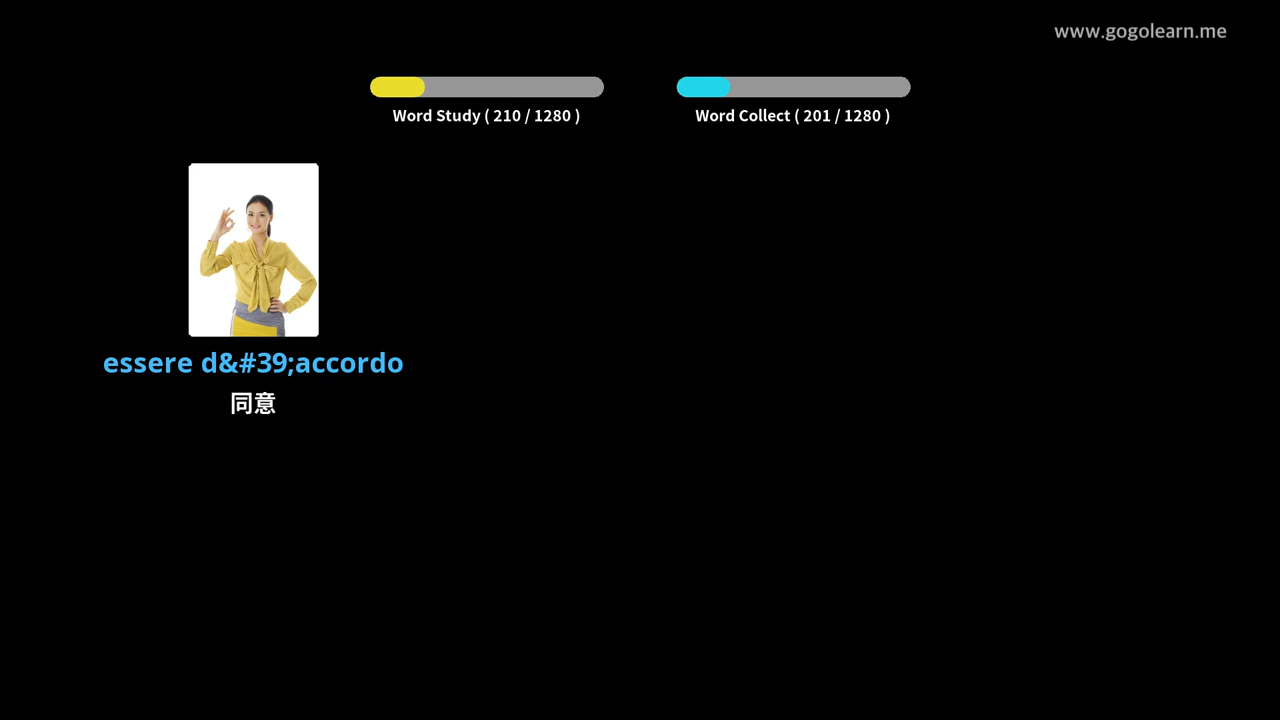 www.gogolearn.me
Word Study ( 210 / 1280 )
Word Collect ( 201 / 1280 )
essere d&#39;accordo
同意